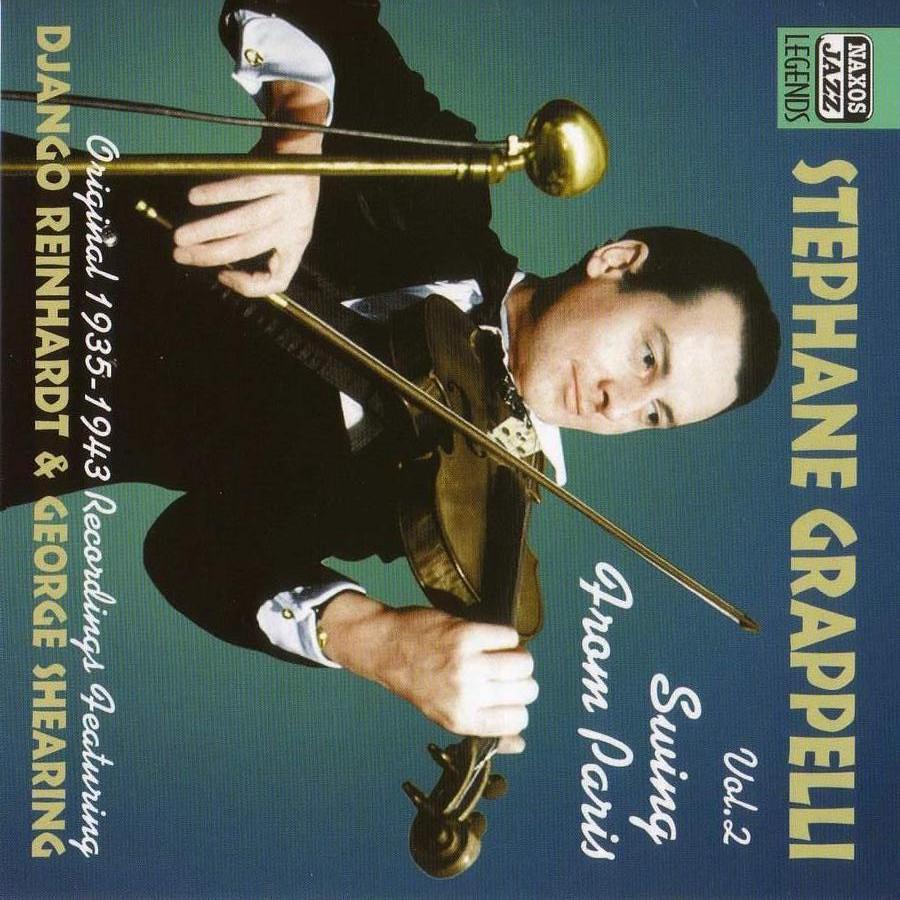 NAXOS
JAZZ
LEGENDS
STEPHANE GRAPPELLI
Vol.2
Swing
From Paris
Original 1935-1943 Recordings Featuring
DJANGO REINHARDT & GEORGE SHEARING